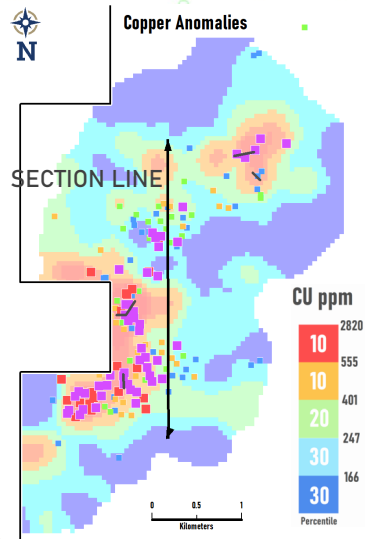 Copper Anomalies
N
SECTION LINE
CU ppm
2820
10
555
10
401
20
247
30
166
30
Percentile
0 0.5 1
Kilometers